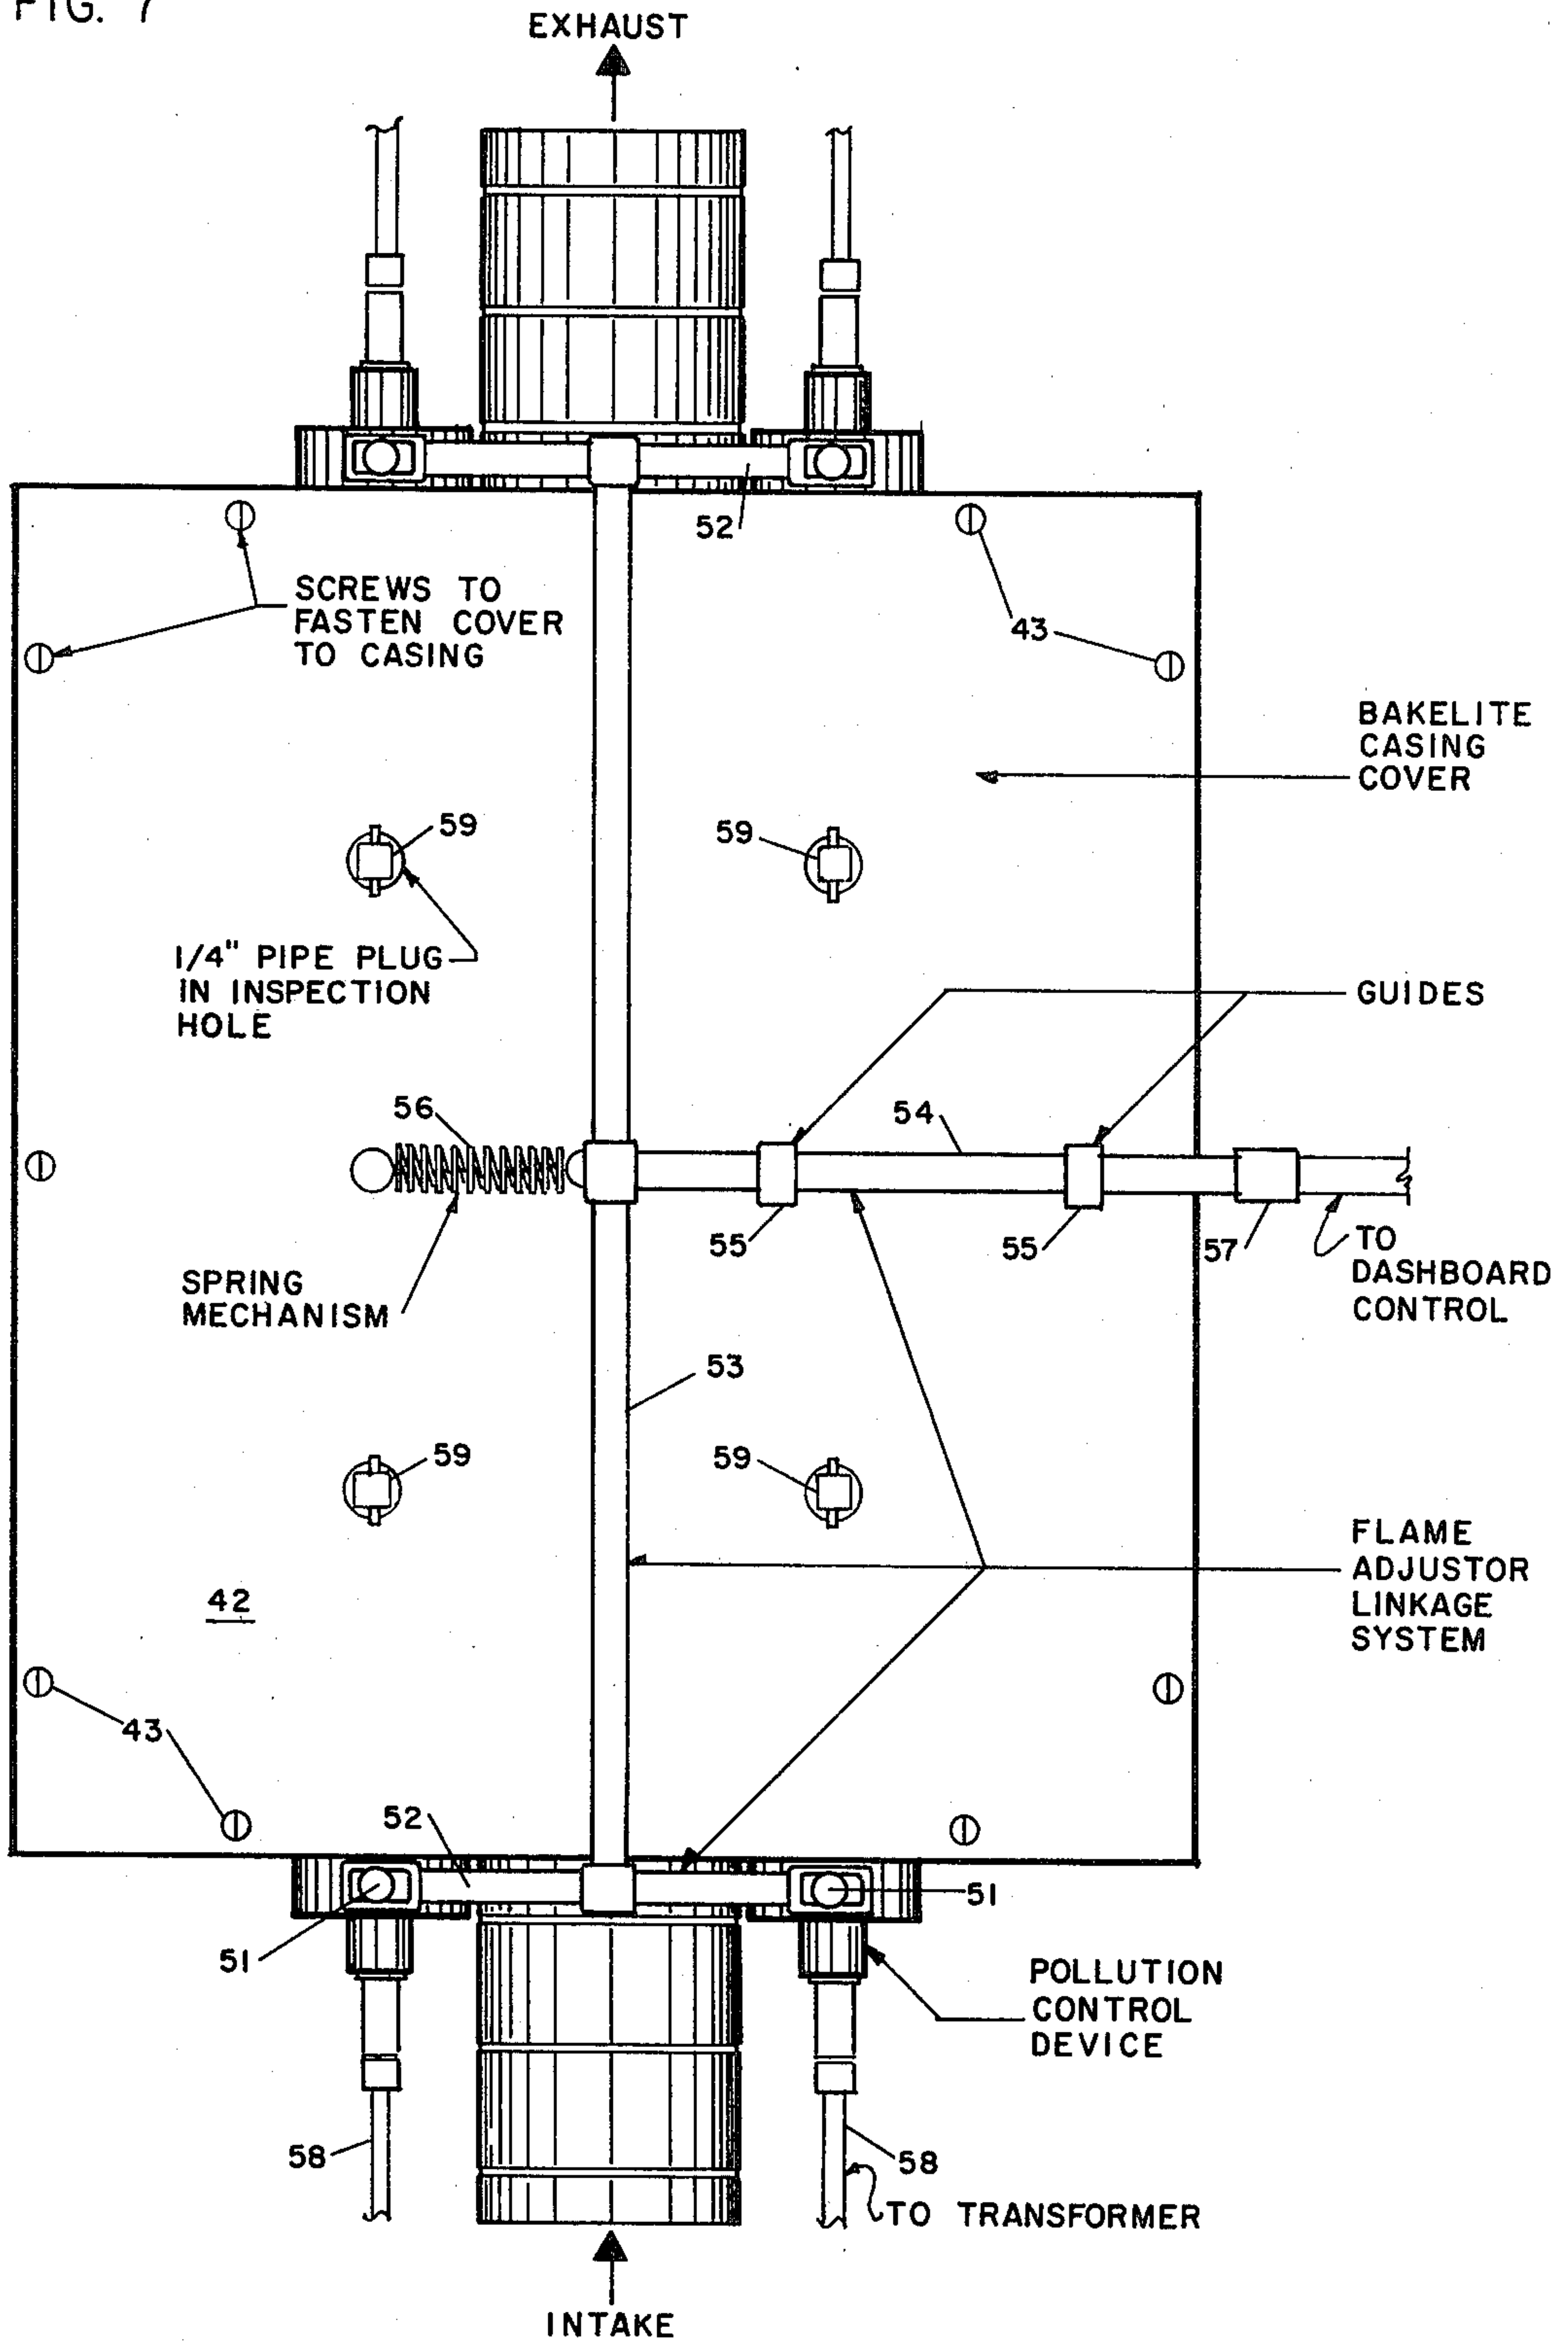 FIG. 7
EXHAUST
52
SCREWS TO
FASTEN COVER
TO CASING
43
BAKELITE
CASING
COVER
59
59
1/4" PIPE PLUG
IN INSPECTION
HOLE
GUIDES
56
54
55
55
57
TO
DASHBOARD
CONTROL
SPRING
MECHANISM
53
59
59
FLAME
ADJUSTOR
LINKAGE
SYSTEM
42
43
52
51
51
POLLUTION
CONTROL
DEVICE
58
58
TO TRANSFORMER
INTAKE